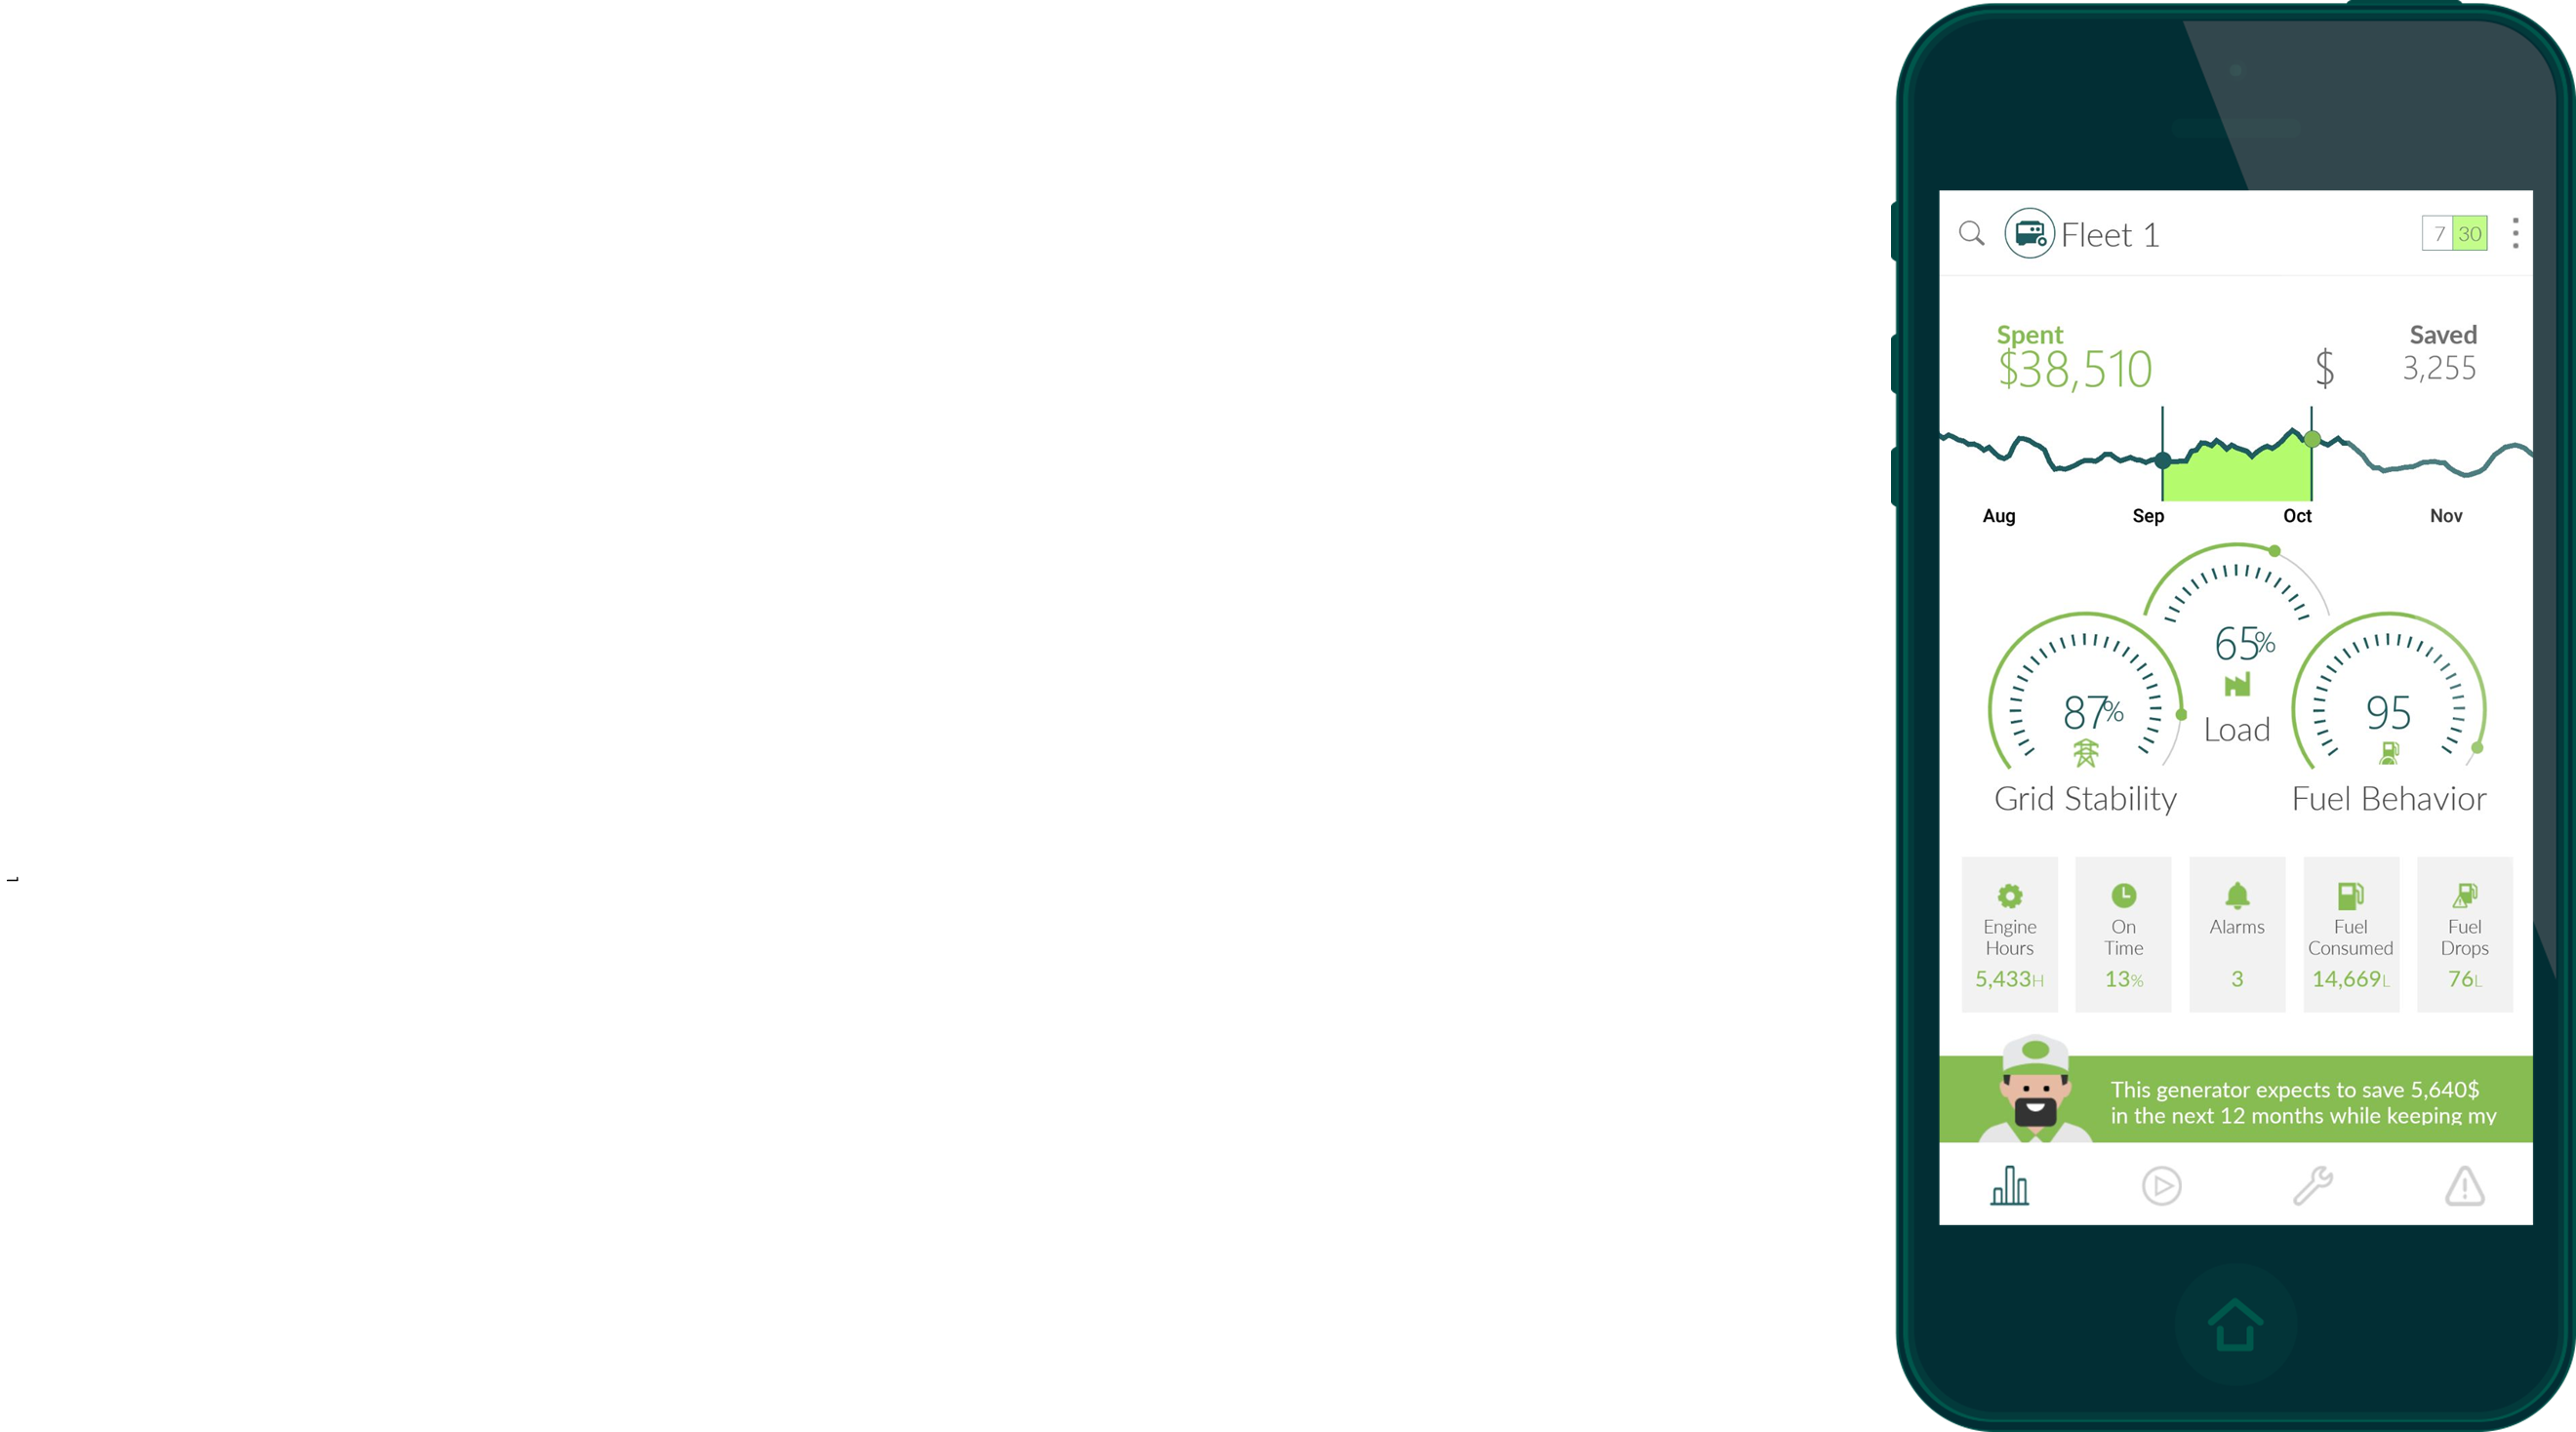 Fleet 1
7 30
Spent
Saved
$38,510
$ 3,255
Aug Sep Oct Nov
65%
Load
87%
95
Grid Stability
Fuel Behavior
Engine Hours
5,433H
On Time
13%
Alarms
3
Fuel Consumed
14,669L
Fuel Drops
76L
This generator expects to save 5,640$
in the next 12 months while keeping my